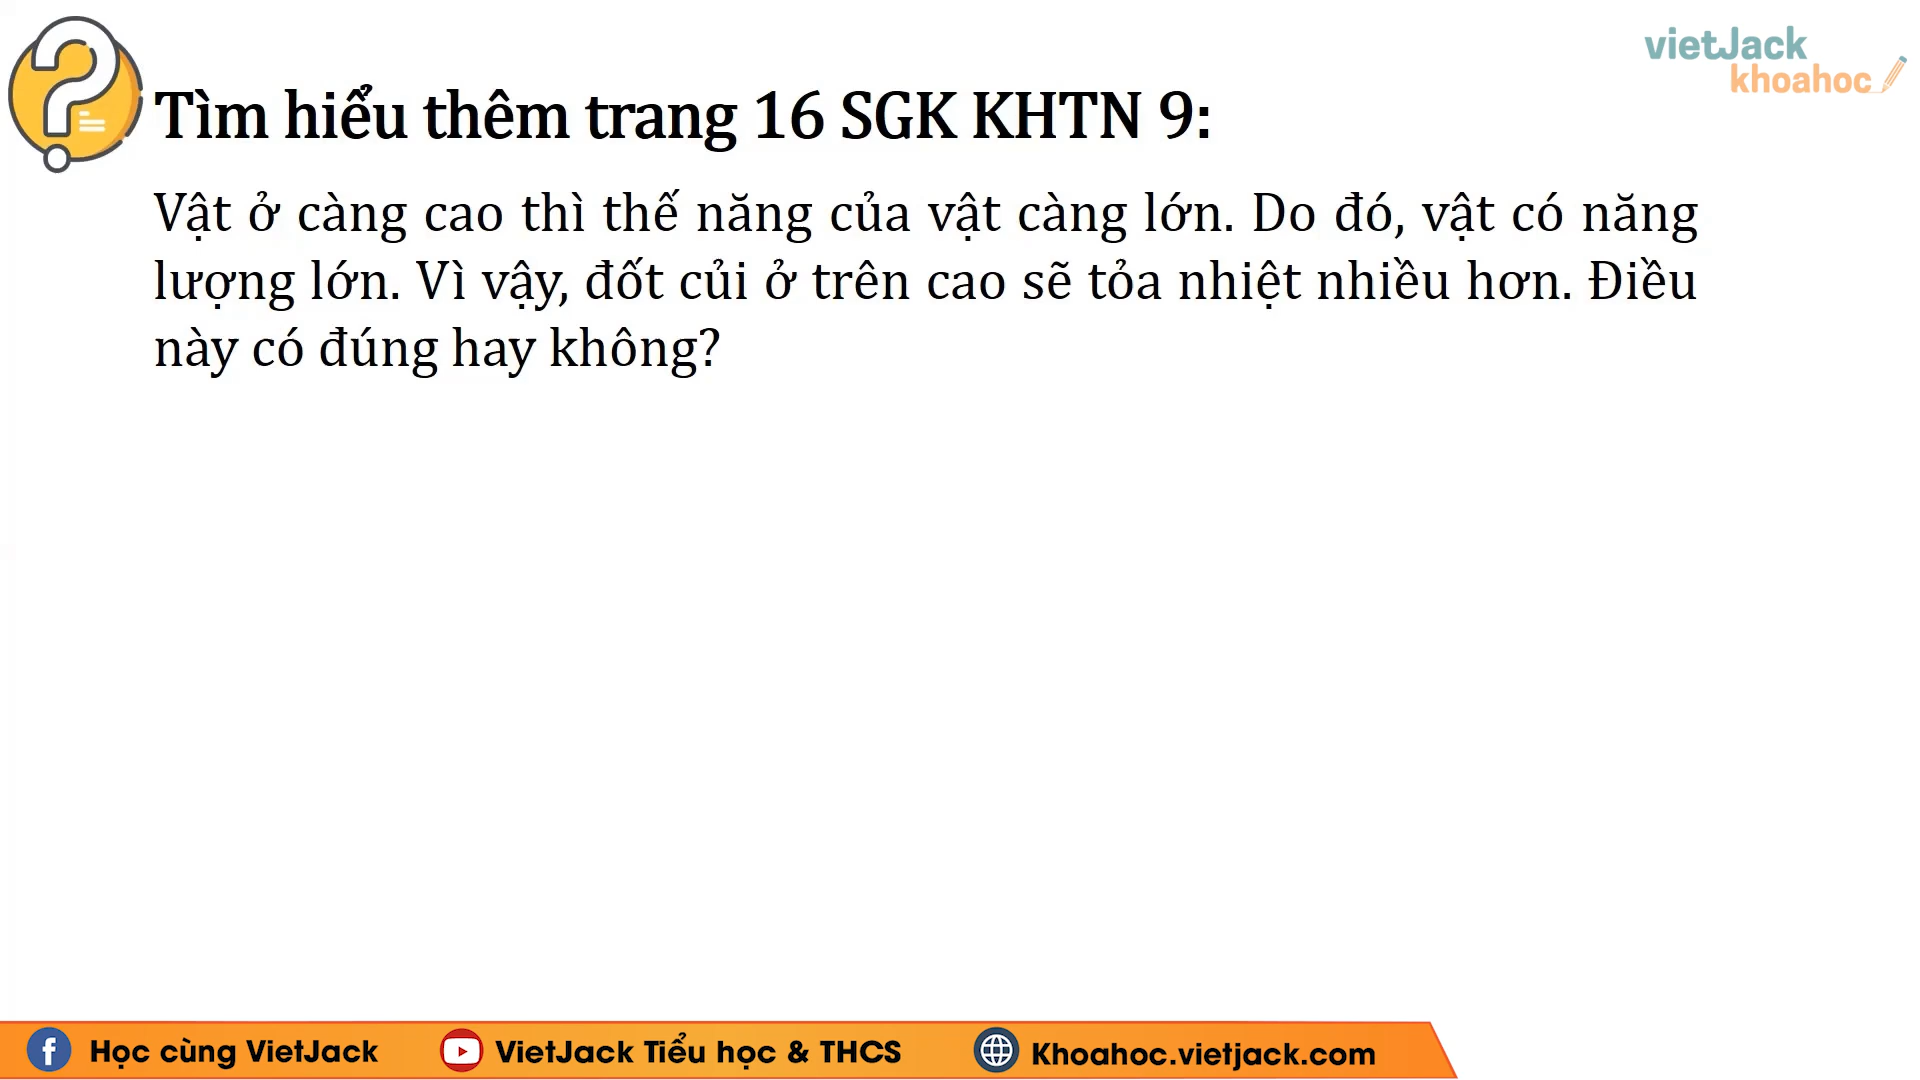 vietJack
khoahoc
Tìm hiểu thêm trang 16 SGK KHTN 9:
Vật ở càng cao thì thế năng của vật càng lớn. Do đó, vật có năng
lượng lớn. Vì vậy, đốt củi ở trên cao sẽ tỏa nhiệt nhiều hơn. Điều
này có đúng hay không?
Học cùng VietJack
VietJack Tiểu học & THCS
Khoahoc.vietjack.com